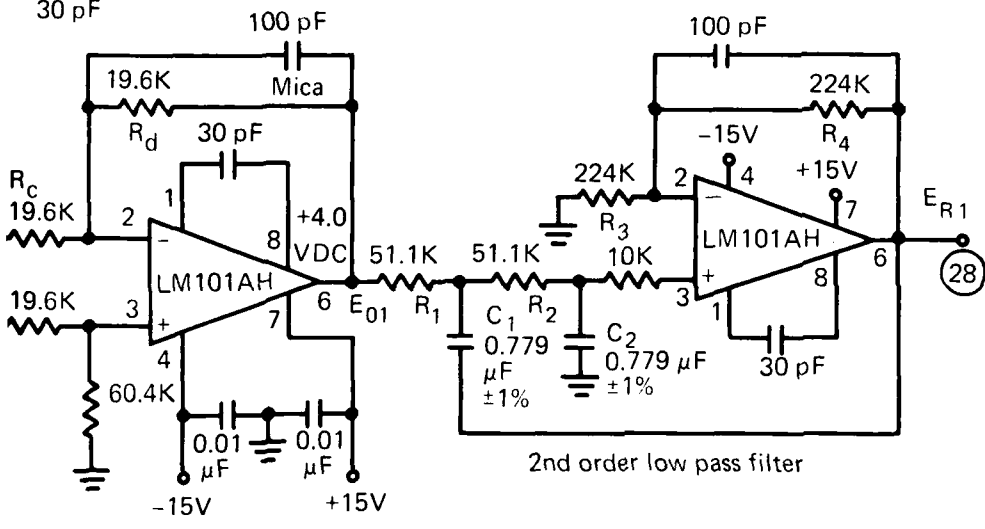 30 pF
100 pF
Mica
19.6K
R_d
30 pF
R_c
19.6K
1
2
−
8
+4.0
VDC
LM101AH
19.6K
3
+
4
7
6
E_01
60.4K
0.01
μF
0.01
μF
−15V
+15V
51.1K
R_1
51.1K
R_2
10K
C_1
0.779
μF
±1%
C_2
0.779 μF
±1%
100 pF
224K
R_4
−15V
4
+15V
7
224K
R_3
2
−
LM101AH
+
3
1
8
6
30 pF
E_R1
28
2nd order low pass filter